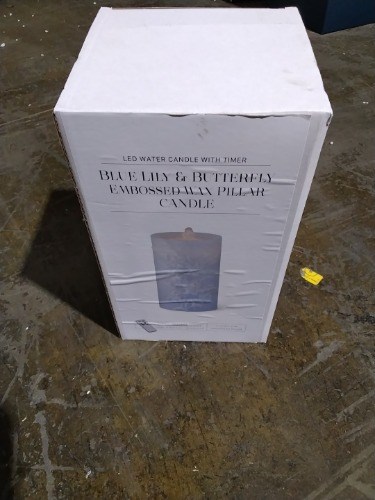 LED WATER CANDLE WITH TIMER
BLUE LILY & BUTTERFLY
EMBOSSED WAX PILLAR
CANDLE